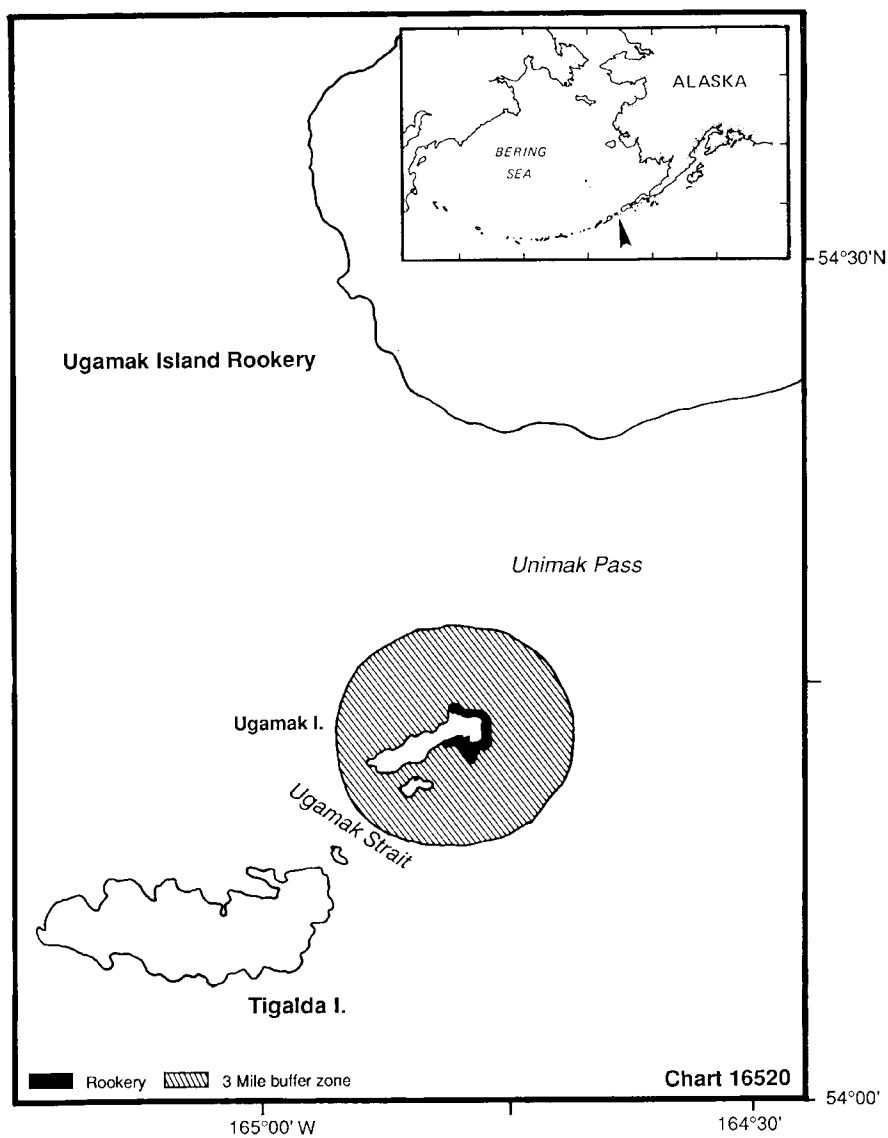 ALASKA
BERING
SEA
54°30'N
Ugamak Island Rookery
Unimak Pass
Ugamak I.
Ugamak Strait
Tigalda I.
Rookery 3 Mile buffer zone
Chart 16520
54°00'
165°00' W
164°30'